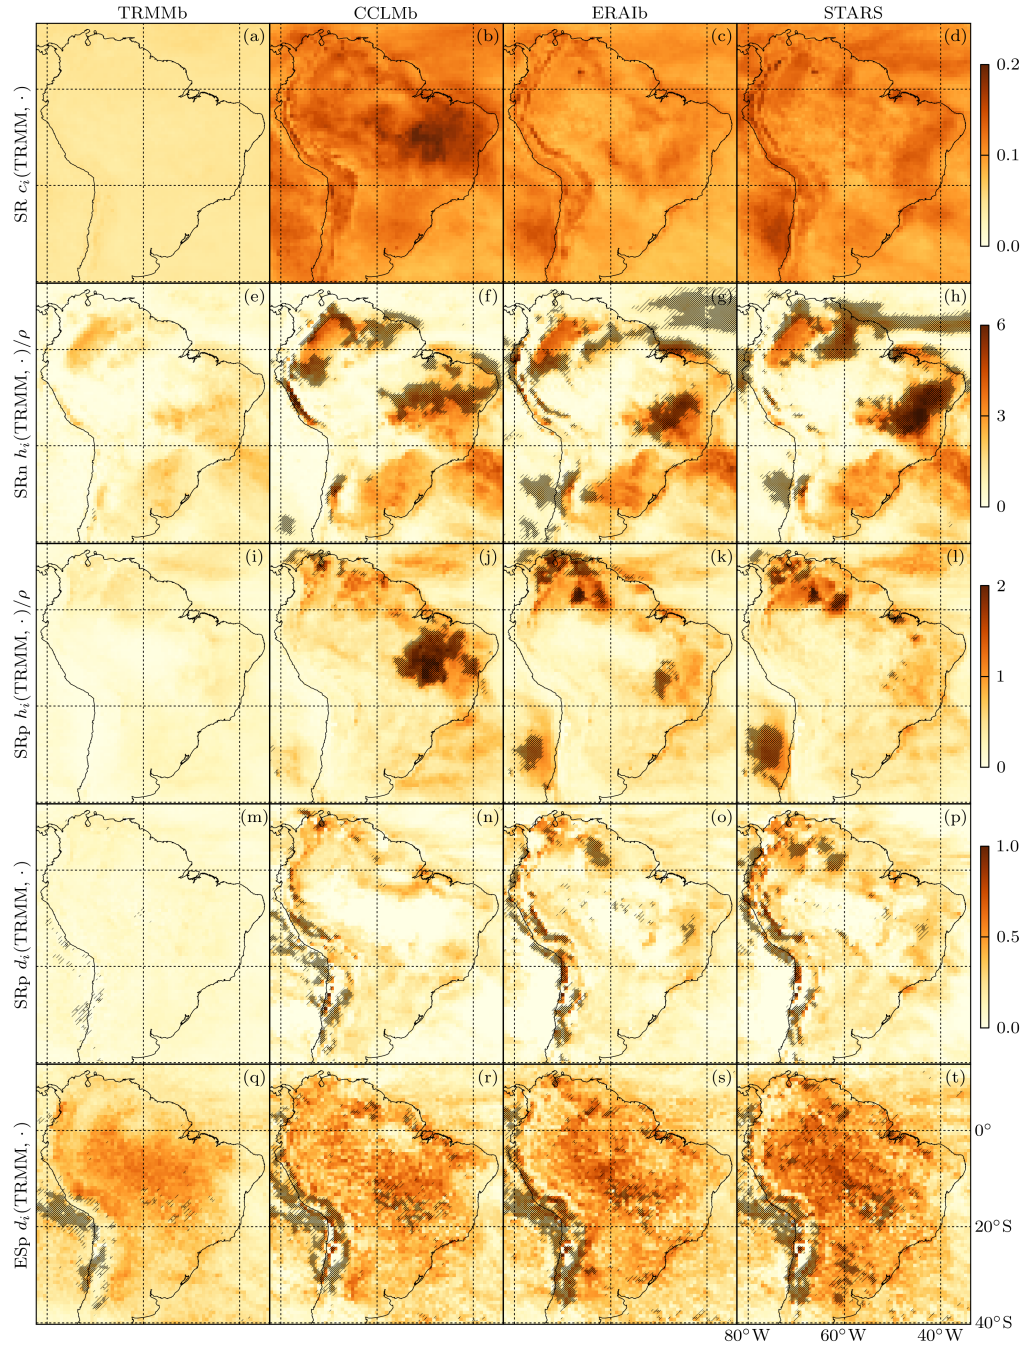 TRMMb CCLMb ERAIb STARS
SR c_i(TRMM, ·)
(a) (b) (c) (d)
0.2
0.1
0.0
SRn h_i(TRMM, ·)/ρ
(e) (f) (g) (h)
6
3
0
SRp h_i(TRMM, ·)/ρ
(i) (j) (k) (l)
2
1
0
SRp d_i(TRMM, ·)
(m) (n) (o) (p)
1.0
0.5
0.0
ESp d_i(TRMM, ·)
(q) (r) (s) (t)
0°
20°S
40°S
80°W 60°W 40°W